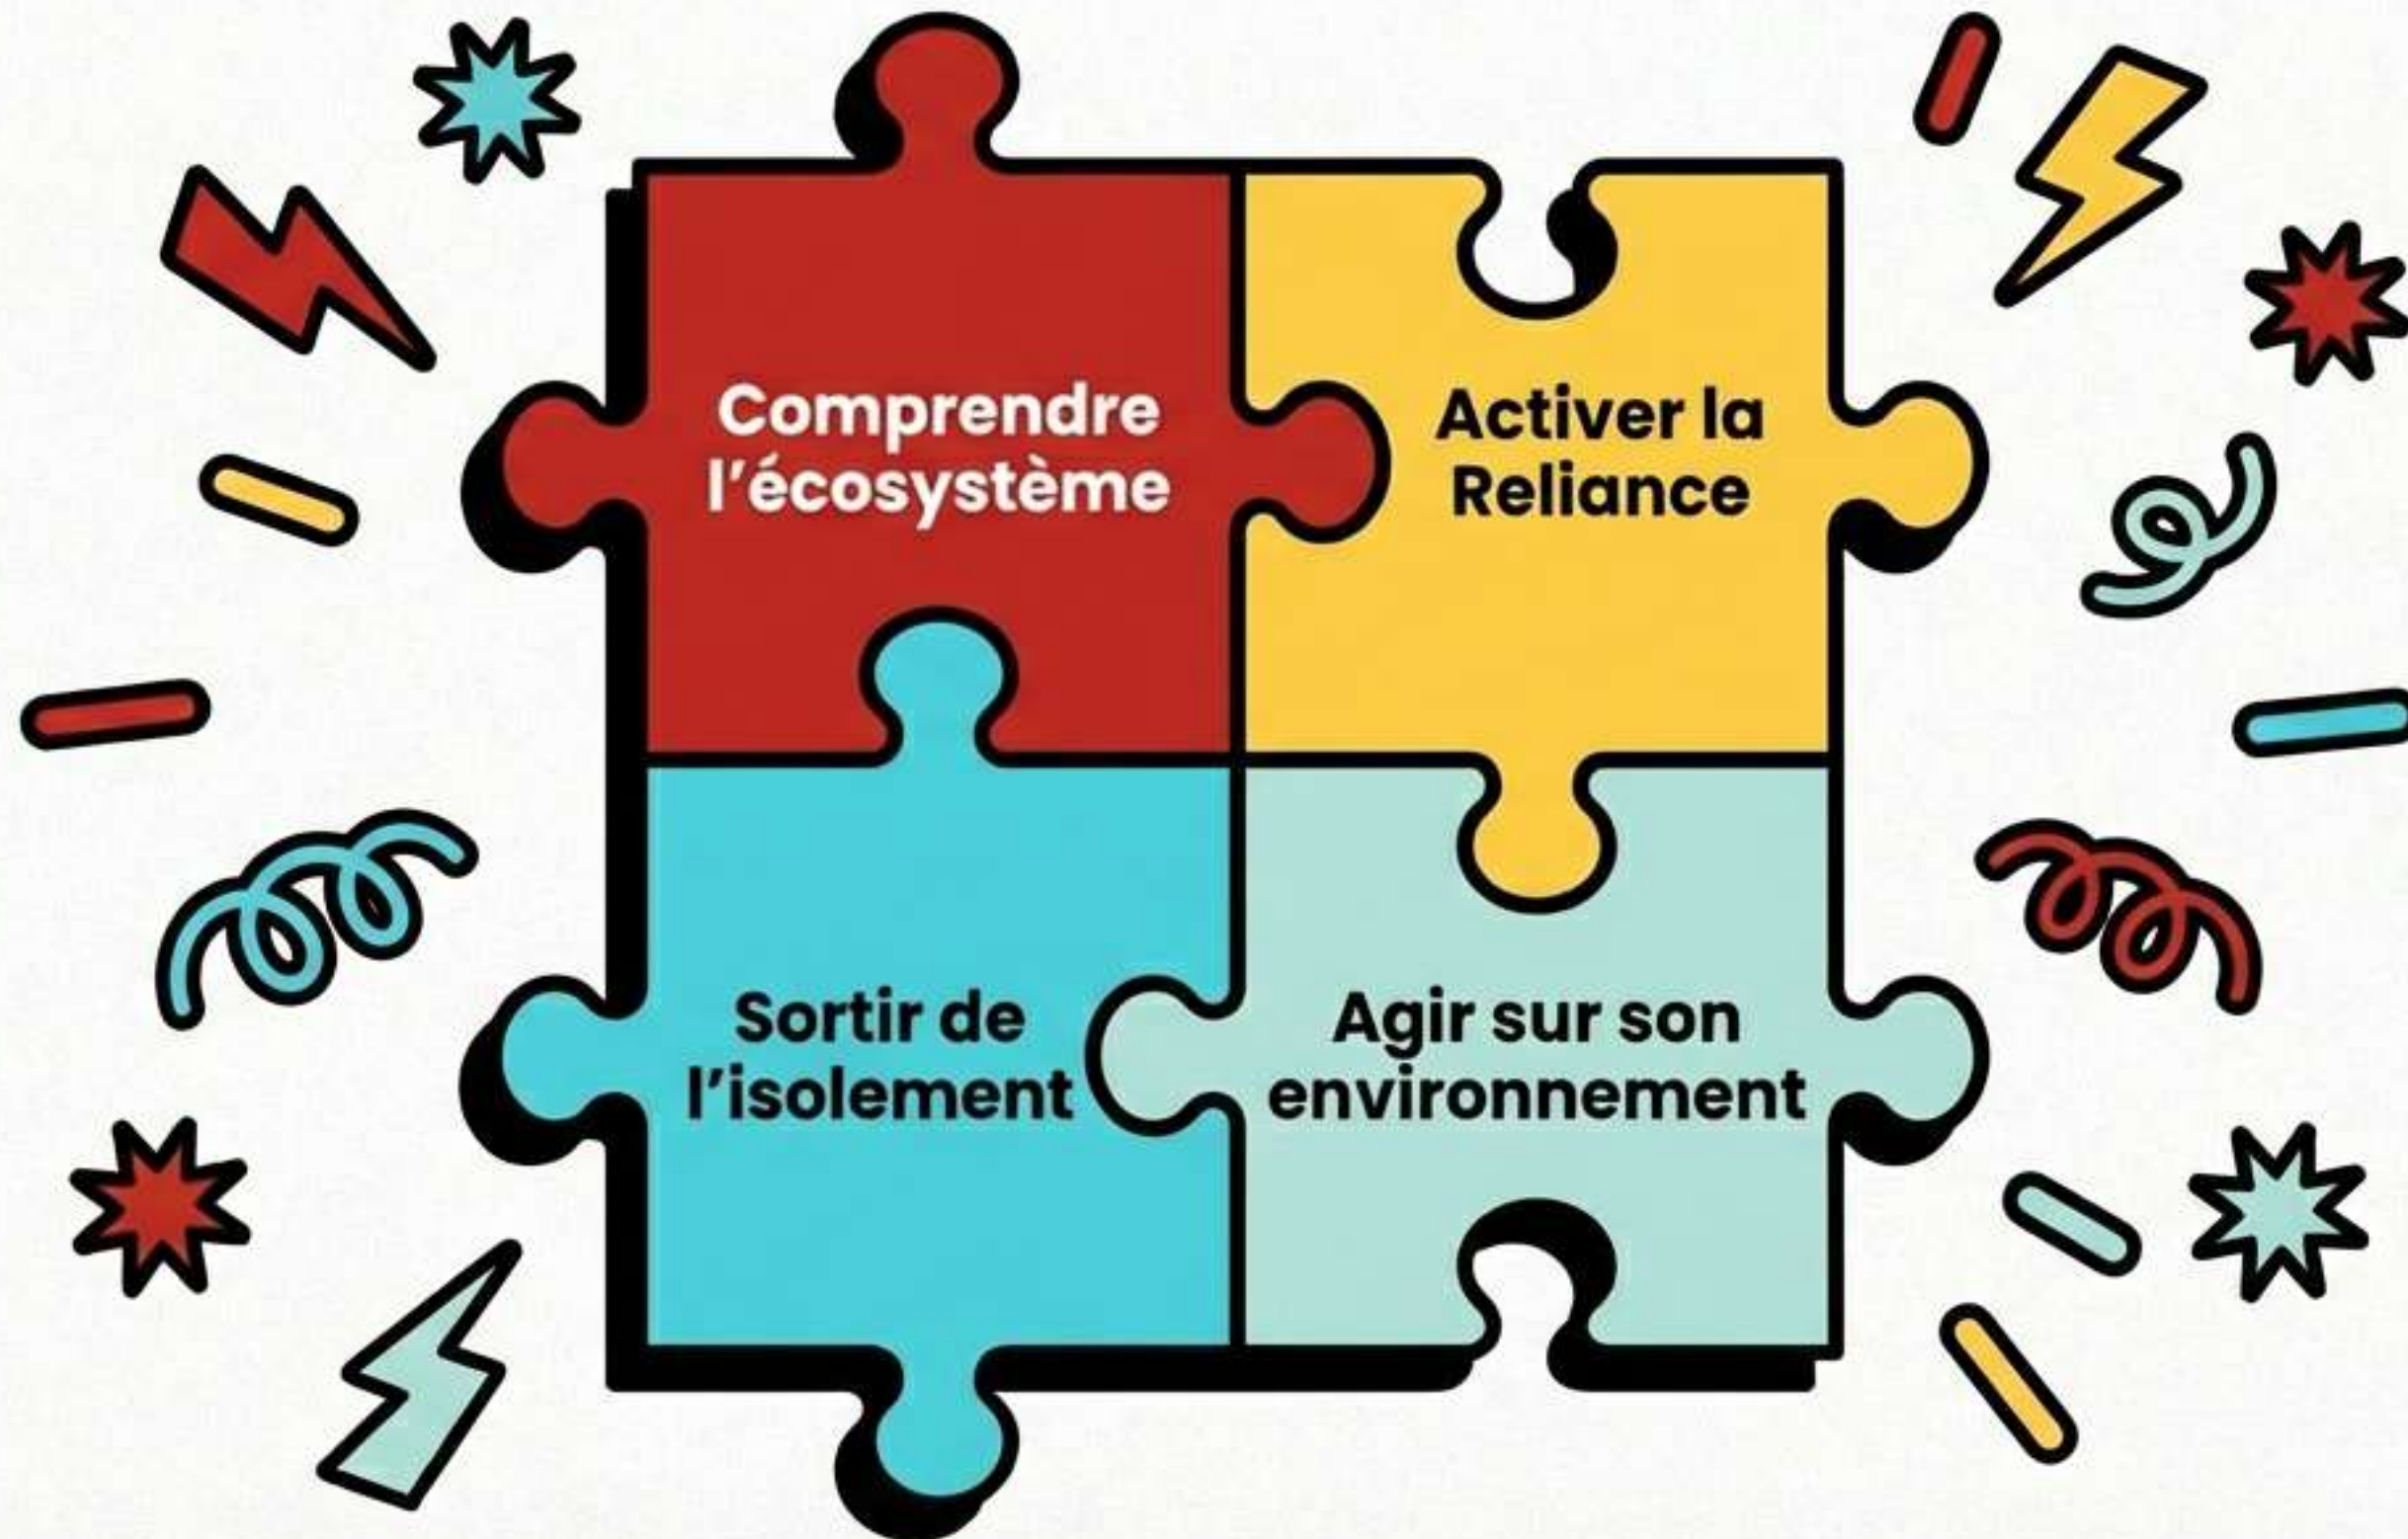 Comprendre
l'écosystème
Activer la
Reliance
Sortir de
l'isolement
Agir sur son
environnement